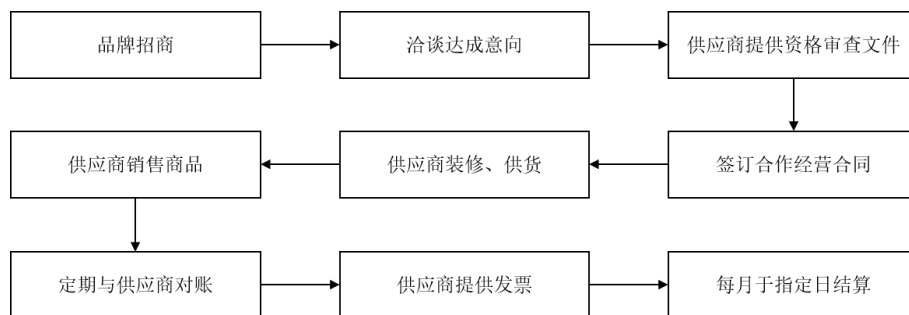 品牌招商
洽谈达成意向
供应商提供资格审查文件
签订合作经营合同
供应商装修、供货
供应商销售商品
定期与供应商对账
供应商提供发票
每月于指定日结算